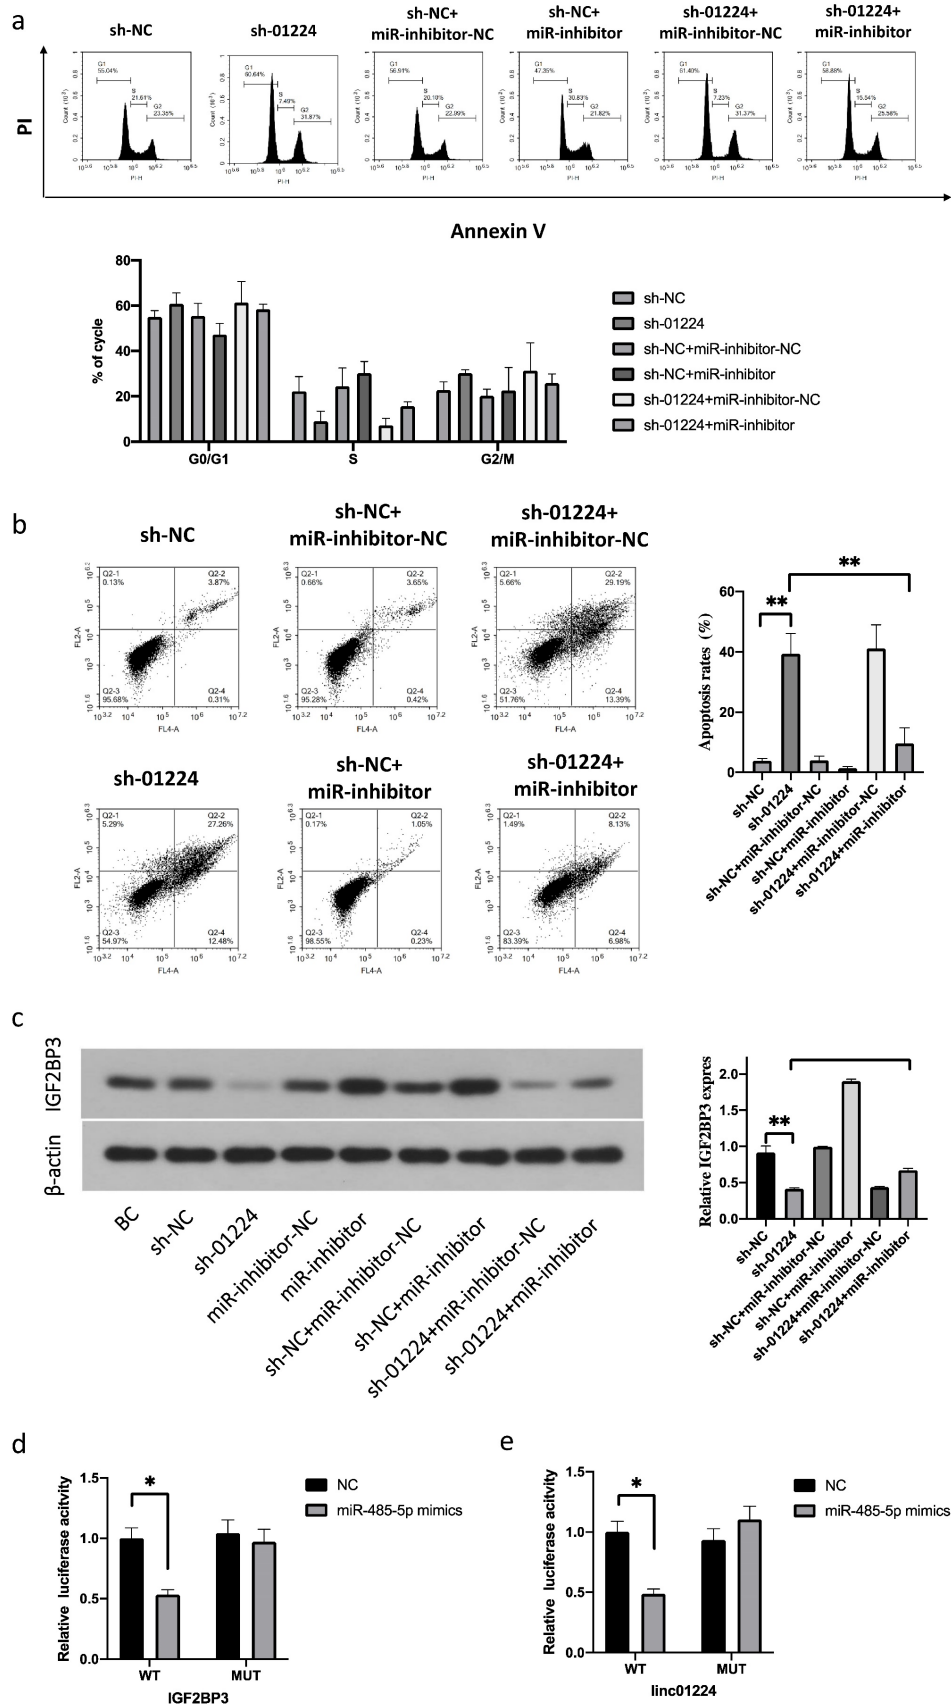 a
sh-NC
sh-01224
sh-NC+
miR-inhibitor-NC
sh-NC+
miR-inhibitor
sh-01224+
miR-inhibitor-NC
sh-01224+
miR-inhibitor
PI
G1
55.04%
S
21.61%
G2
23.35%
G1
60.64%
S
7.49%
G2
31.87%
G1
56.91%
S
20.10%
G2
22.99%
G1
47.35%
S
30.83%
G2
21.82%
G1
61.40%
S
7.23%
G2
31.37%
G1
58.88%
S
15.54%
G2
25.58%
PI-H
PI-H
PI-H
PI-H
PI-H
PI-H
Annexin V
% of cycle
80
60
40
20
0
G0/G1
S
G2/M
sh-NC
sh-01224
sh-NC+miR-inhibitor-NC
sh-NC+miR-inhibitor
sh-01224+miR-inhibitor-NC
sh-01224+miR-inhibitor
b
sh-NC
Q2-1
0.13%
Q2-2
3.87%
Q2-3
95.68%
Q2-4
0.31%
FL2-A
FL4-A
sh-NC+
miR-inhibitor-NC
Q2-1
0.66%
Q2-2
3.65%
Q2-3
95.28%
Q2-4
0.42%
FL2-A
FL4-A
sh-01224+
miR-inhibitor-NC
Q2-1
5.66%
Q2-2
29.19%
Q2-3
51.76%
Q2-4
13.39%
FL2-A
FL4-A
sh-01224
Q2-1
5.29%
Q2-2
27.26%
Q2-3
54.97%
Q2-4
12.48%
FL2-A
FL4-A
sh-NC+
miR-inhibitor
Q2-1
0.17%
Q2-2
1.05%
Q2-3
98.55%
Q2-4
0.23%
FL2-A
FL4-A
sh-01224+
miR-inhibitor
Q2-1
1.49%
Q2-2
8.13%
Q2-3
83.39%
Q2-4
6.98%
FL2-A
FL4-A
Apoptosis rates (%)
60
40
20
0
**
**
sh-NC
sh-01224
sh-NC+miR-inhibitor-NC
sh-NC+miR-inhibitor
sh-01224+miR-inhibitor-NC
sh-01224+miR-inhibitor
c
IGF2BP3
β-actin
BC
sh-NC
sh-01224
miR-inhibitor-NC
miR-inhibitor
sh-NC+miR-inhibitor-NC
sh-NC+miR-inhibitor
sh-01224+miR-inhibitor-NC
sh-01224+miR-inhibitor
Relative IGF2BP3 expres
2.0
1.5
1.0
0.5
0.0
**
sh-NC
sh-01224
sh-NC+miR-inhibitor-NC
sh-NC+miR-inhibitor
sh-01224+miR-inhibitor-NC
sh-01224+miR-inhibitor
d
Relative luciferase acitvity
1.5
1.0
0.5
0.0
*
WT
MUT
IGF2BP3
NC
miR-485-5p mimics
e
Relative luciferase acitvity
1.5
1.0
0.5
0.0
*
WT
MUT
linc01224
NC
miR-485-5p mimics